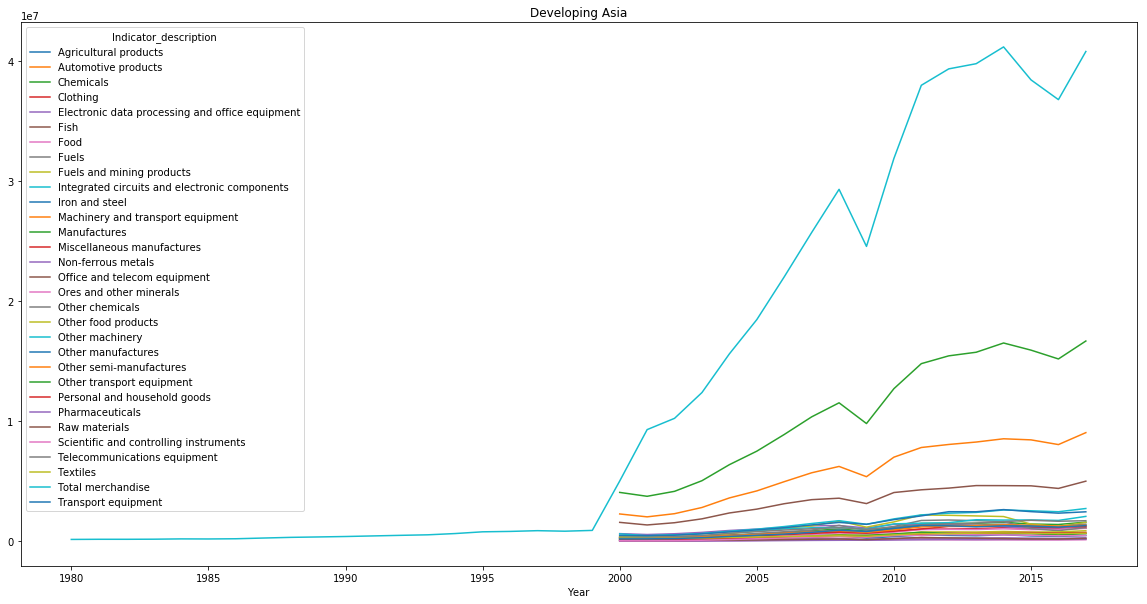 Developing Asia
1e7
Indicator_description
Agricultural products
Automotive products
Chemicals
Clothing
Electronic data processing and office equipment
Fish
Food
Fuels
Fuels and mining products
Integrated circuits and electronic components
Iron and steel
Machinery and transport equipment
Manufactures
Miscellaneous manufactures
Non-ferrous metals
Office and telecom equipment
Ores and other minerals
Other chemicals
Other food products
Other machinery
Other manufactures
Other semi-manufactures
Other transport equipment
Personal and household goods
Pharmaceuticals
Raw materials
Scientific and controlling instruments
Telecommunications equipment
Textiles
Total merchandise
Transport equipment
4
3
2
1
0
1980 1985 1990 1995 2000 2005 2010 2015
Year